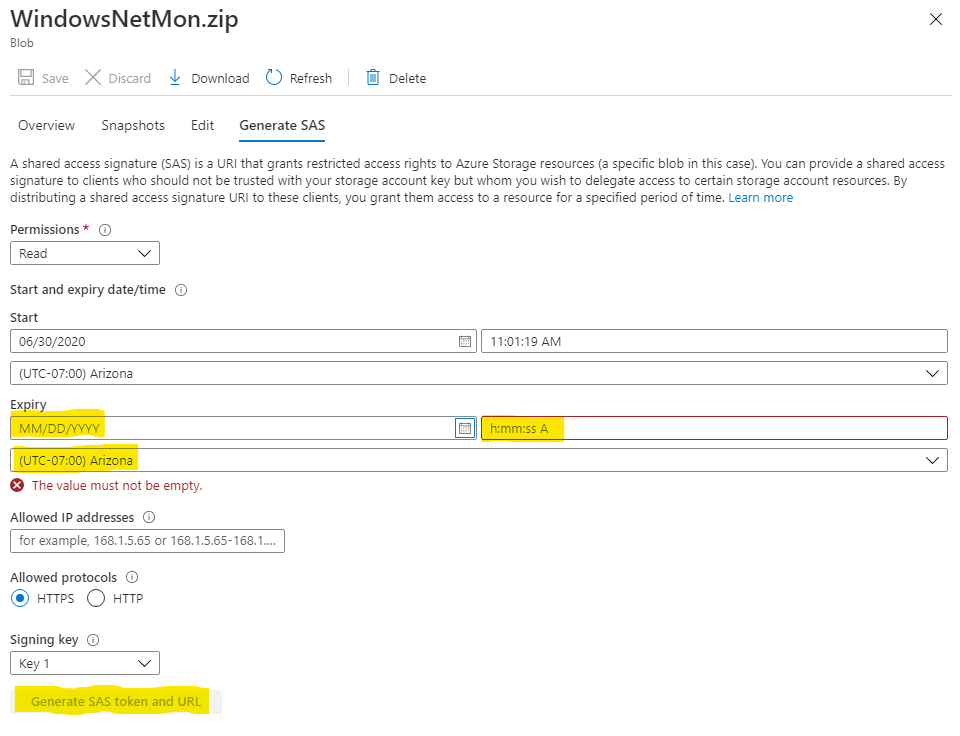 WindowsNetMon.zip
Blob
Save Discard Download Refresh Delete
Overview Snapshots Edit Generate SAS
A shared access signature (SAS) is a URI that grants restricted access rights to Azure Storage resources (a specific blob in this case). You can provide a shared access
signature to clients who should not be trusted with your storage account key but whom you wish to delegate access to certain storage account resources. By
distributing a shared access signature URI to these clients, you grant them access to a resource for a specified period of time. Learn more
Permissions *
Read
Start and expiry date/time
Start
06/30/2020 11:01:19 AM
(UTC-07:00) Arizona
Expiry
MM/DD/YYYY h:mm:ss A
(UTC-07:00) Arizona
The value must not be empty.
Allowed IP addresses
for example, 168.1.5.65 or 168.1.5.65-168.1....
Allowed protocols
HTTPS HTTP
Signing key
Key 1
Generate SAS token and URL